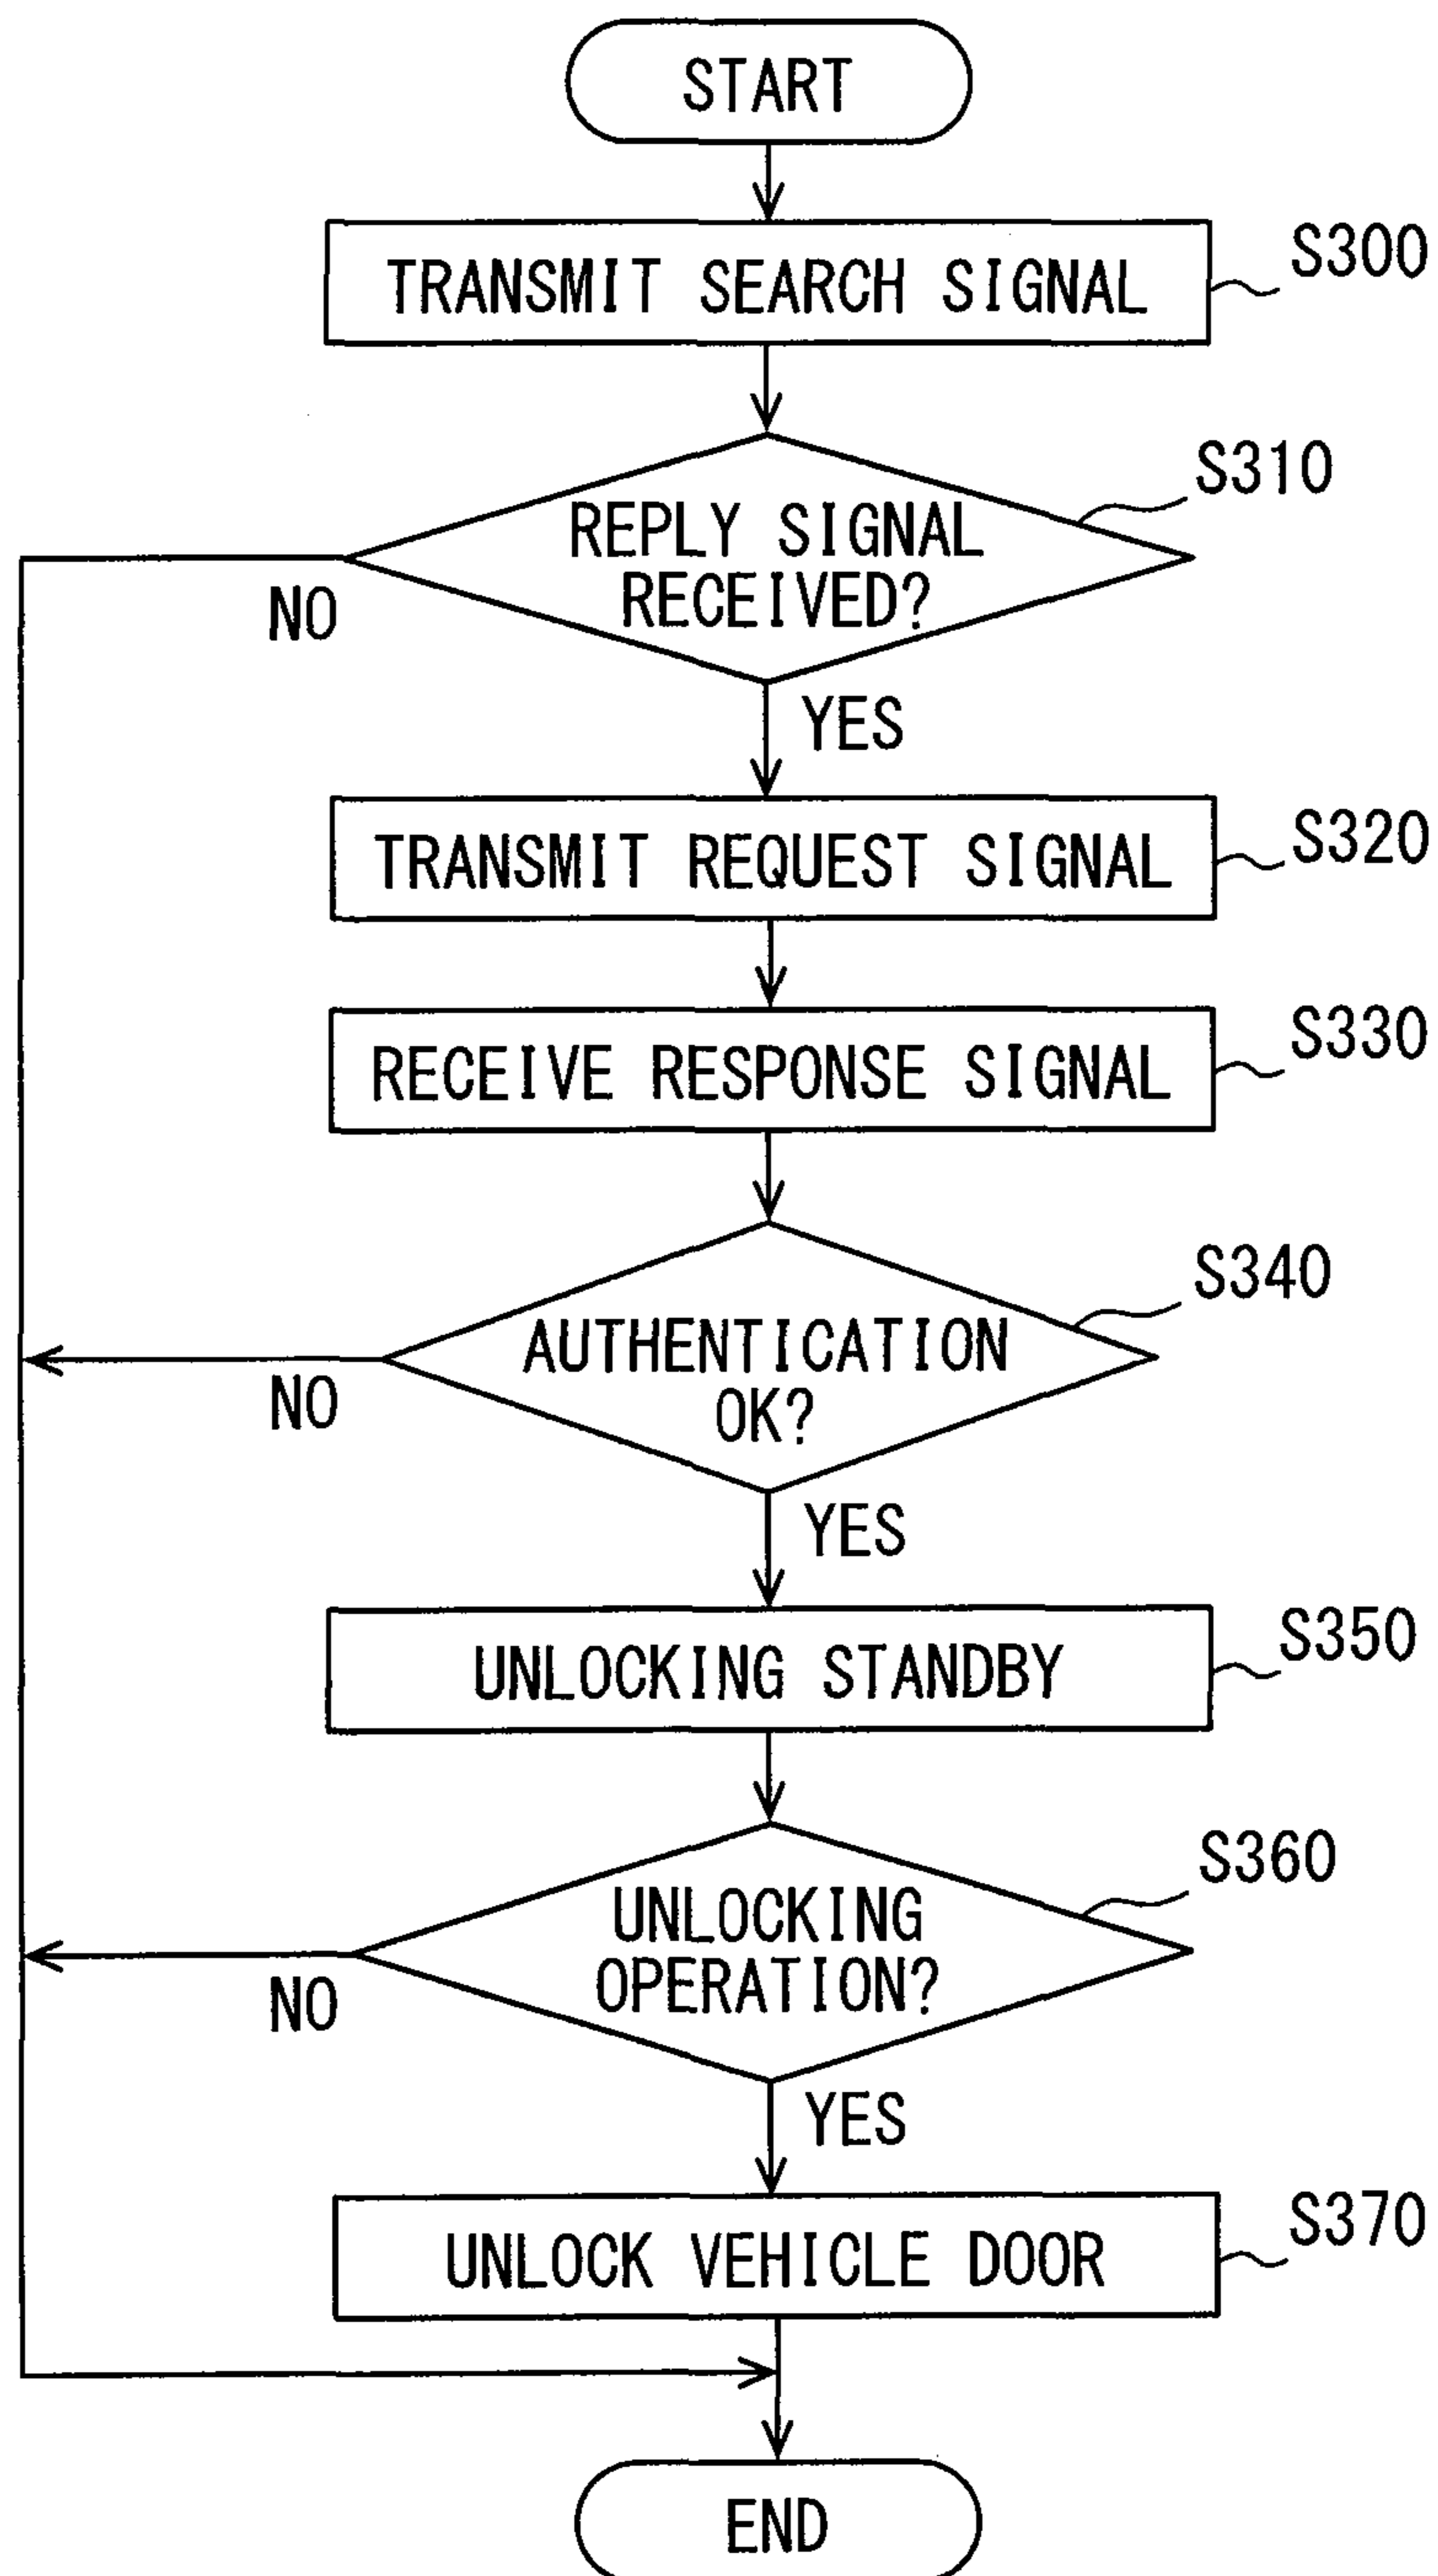 START
TRANSMIT SEARCH SIGNAL
S300
S310
REPLY SIGNAL
RECEIVED?
NO
YES
TRANSMIT REQUEST SIGNAL
S320
RECEIVE RESPONSE SIGNAL
S330
S340
AUTHENTICATION
OK?
NO
YES
UNLOCKING STANDBY
S350
S360
UNLOCKING
OPERATION?
NO
YES
UNLOCK VEHICLE DOOR
S370
END